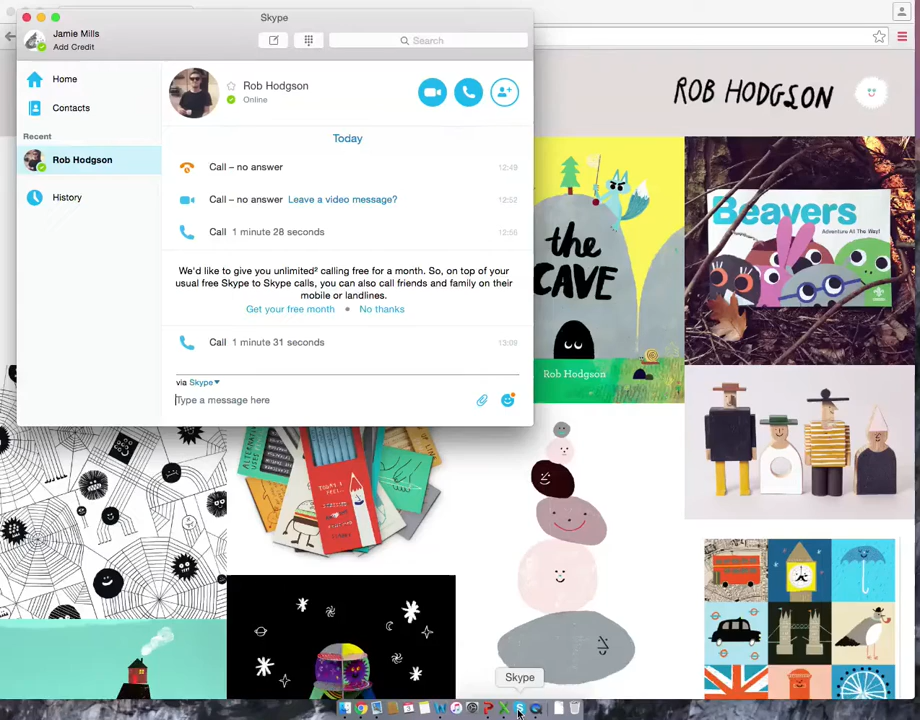 Skype
Jamie Mills
Add Credit
Search
Home
Contacts
Recent
Rob Hodgson
History
Rob Hodgson
Online
Today
Call – no answer 12:49
Call – no answer Leave a video message? 12:52
Call 1 minute 28 seconds 12:56
We'd like to give you unlimited² calling free for a month. So, on top of your
usual free Skype to Skype calls, you can also call friends and family on their
mobile or landlines.
Get your free month • No thanks
Call 1 minute 31 seconds 13:09
via Skype
Type a message here
ROB HODGSON
the
CAVE
Rob Hodgson
Beavers
Adventure All The Way!
TODAY I
FEEL...
Skype